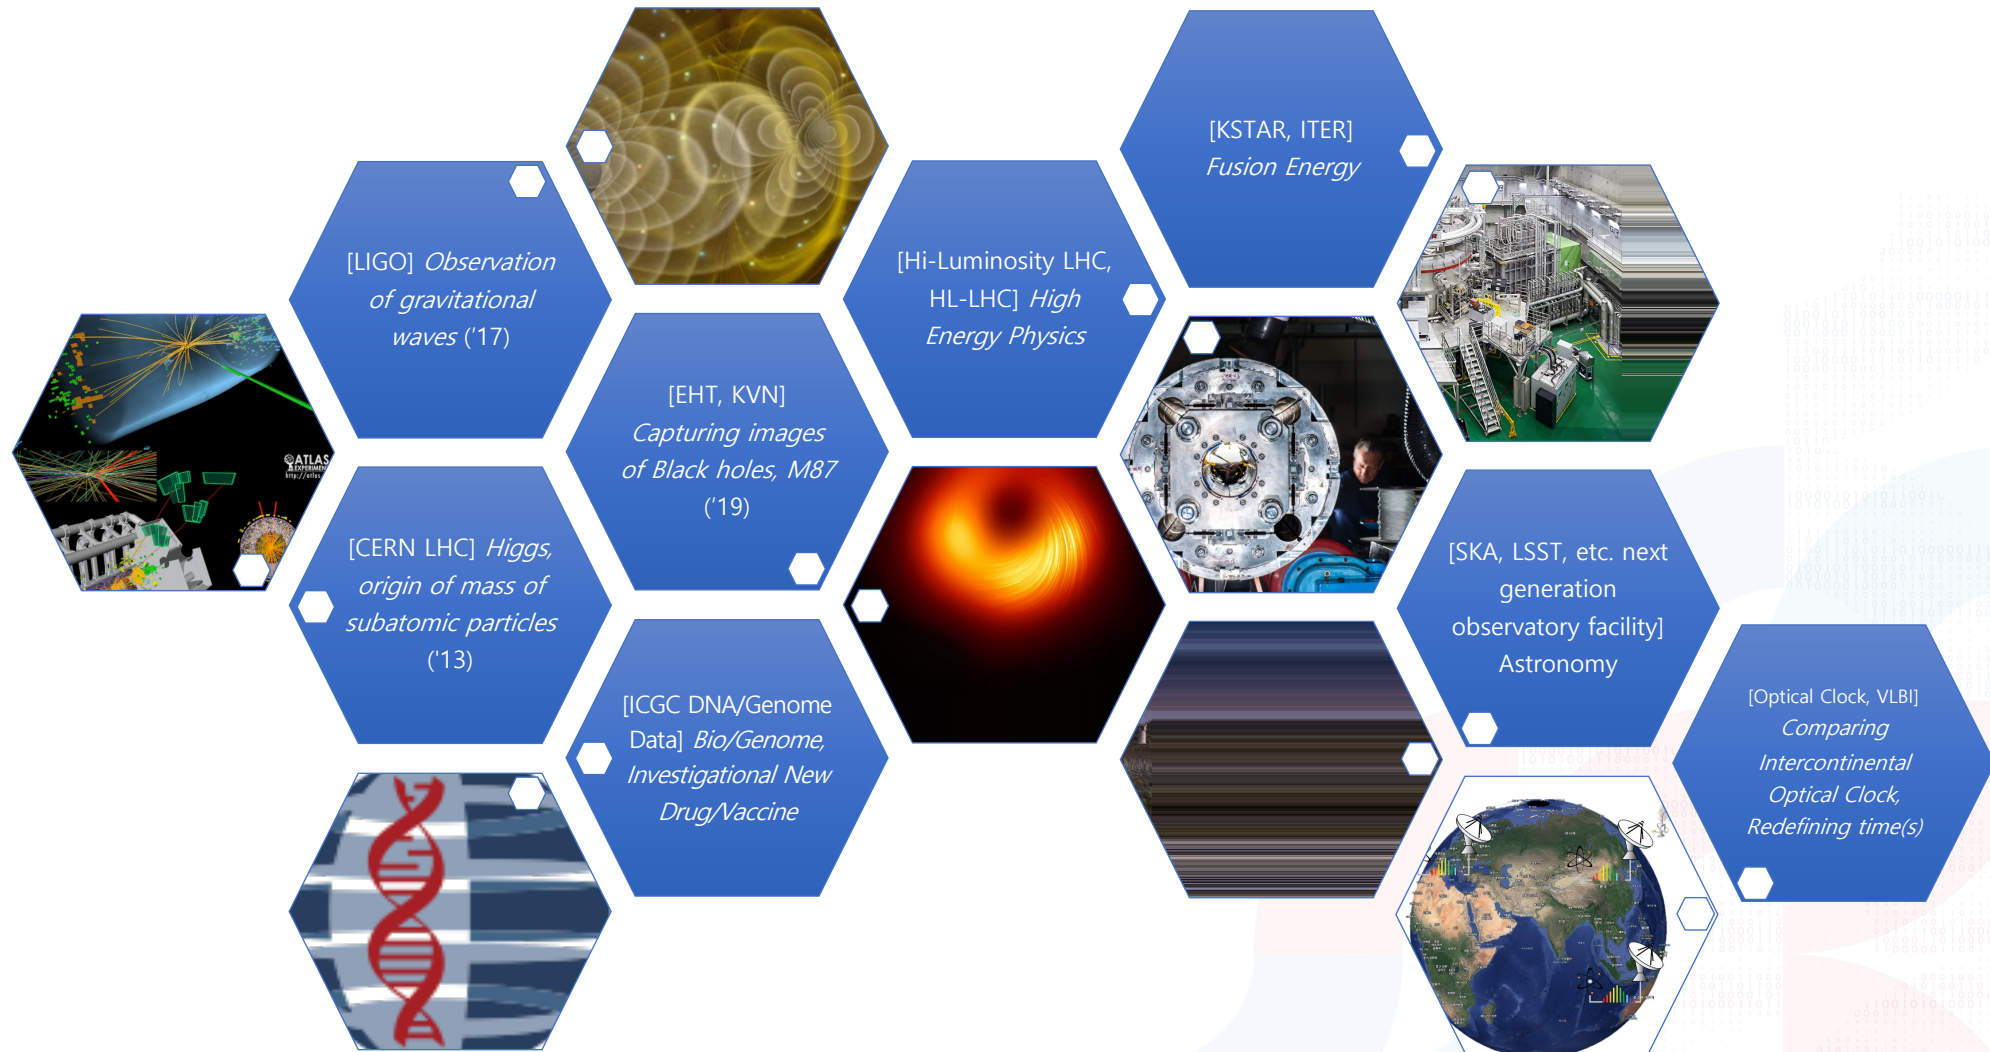 [LIGO] Observation
of gravitational
waves ('17)
[CERN LHC] Higgs,
origin of mass of
subatomic particles
('13)
[EHT, KVN]
Capturing images
of Black holes, M87
('19)
[ICGC DNA/Genome
Data] Bio/Genome,
Investigational New
Drug/Vaccine
[Hi-Luminosity LHC,
HL-LHC] High
Energy Physics
[KSTAR, ITER]
Fusion Energy
[SKA, LSST, etc. next
generation
observatory facility]
Astronomy
[Optical Clock, VLBI]
Comparing
Intercontinental
Optical Clock,
Redefining time(s)
ATLAS